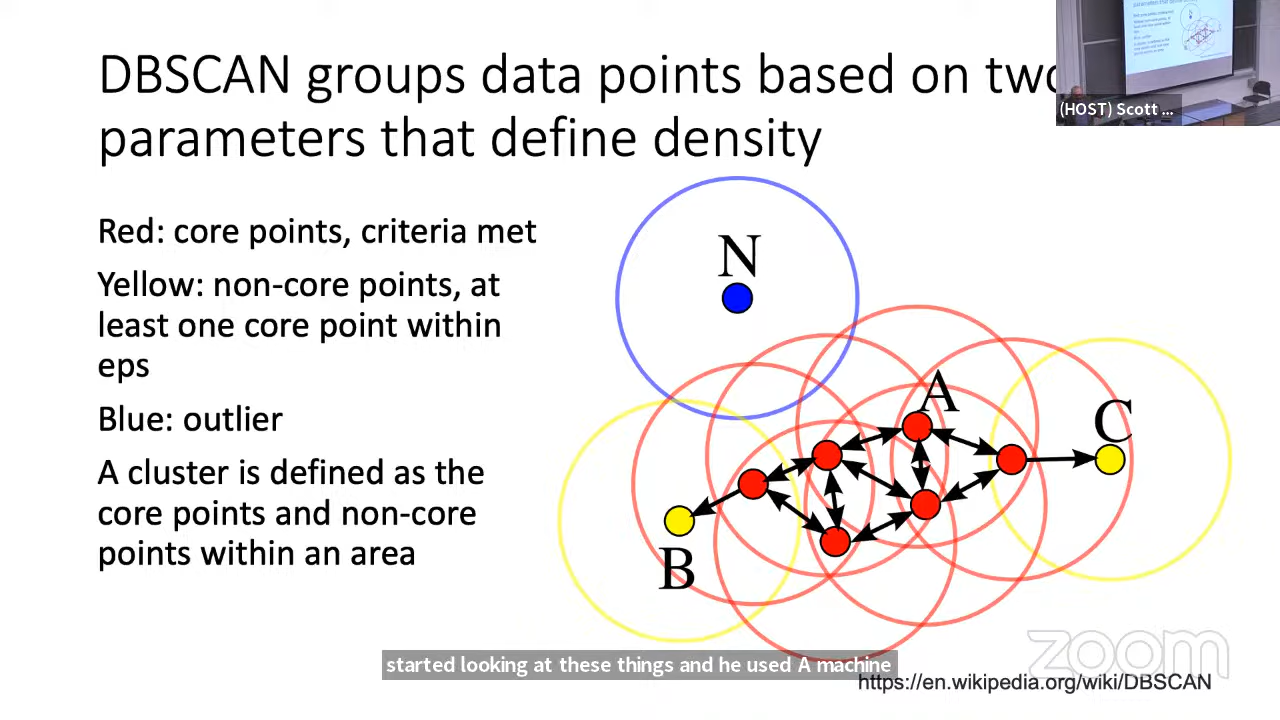 DBSCAN groups data points based on two
parameters that define density
(HOST) Scott ...
Red: core points, criteria met
Yellow: non-core points, at
least one core point within
eps
Blue: outlier
A cluster is defined as the
core points and non-core
points within an area
N
A
C
B
started looking at these things and he used A machine
zoom
https://en.wikipedia.org/wiki/DBSCAN